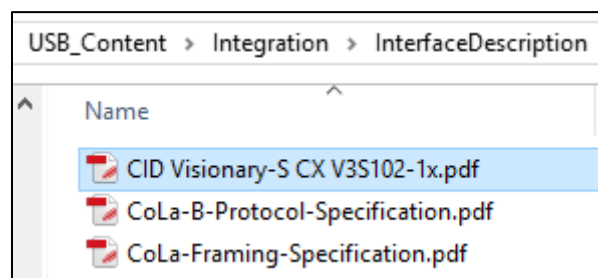 USB_Content > Integration > InterfaceDescription
Name
CID Visionary-S CX V3S102-1x.pdf
CoLa-B-Protocol-Specification.pdf
CoLa-Framing-Specification.pdf